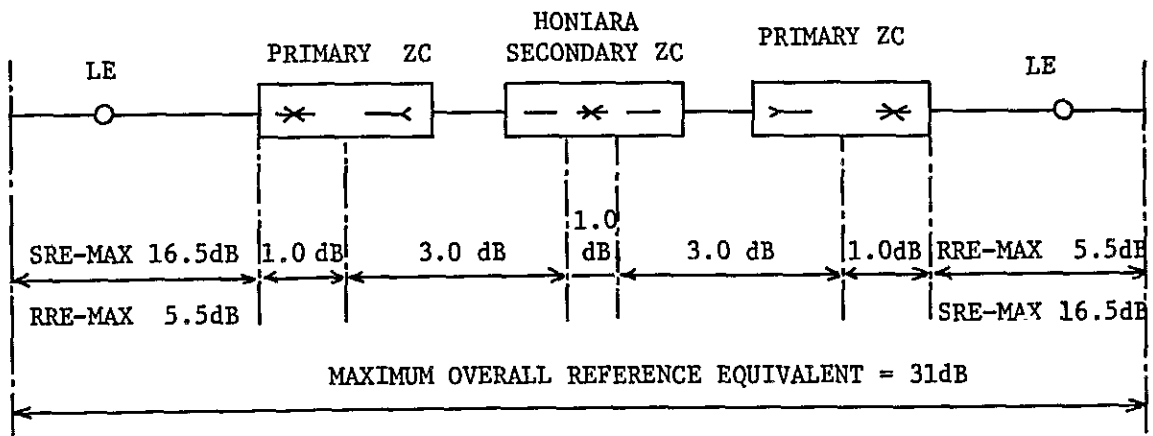 HONIARA
PRIMARY ZC SECONDARY ZC PRIMARY ZC
LE LE
1.0
SRE-MAX 16.5dB 1.0 dB 3.0 dB dB 3.0 dB 1.0dB RRE-MAX 5.5dB
RRE-MAX 5.5dB SRE-MAX 16.5dB
MAXIMUM OVERALL REFERENCE EQUIVALENT = 31dB